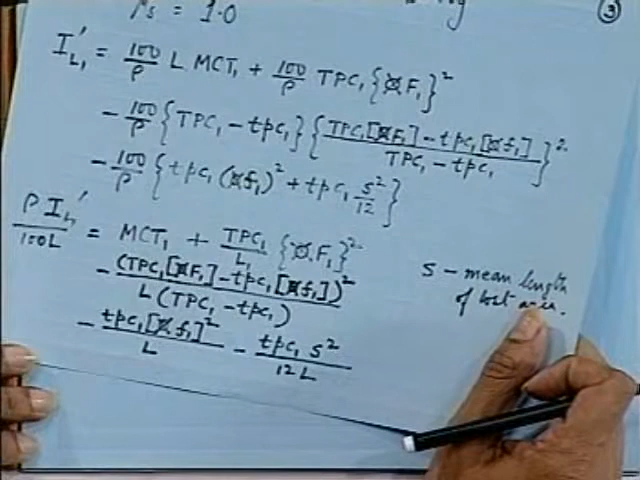 μs = 1.0
③
I'L₁ = 100/ρ L MCT₁ + 100/ρ TPC₁ {⊗F₁}²
- 100/ρ {TPC₁ - tpc₁} {TPC₁[⊗F₁] - tpc₁[⊗f₁] / TPC₁ - tpc₁}²
- 100/ρ {tpc₁(⊗f₁)² + tpc₁ s²/12}
ρ I'L₁ / 100L = MCT₁ + TPC₁/L {⊗F₁}²
- (TPC₁[⊗F₁] - tpc₁[⊗f₁])² / L(TPC₁ - tpc₁)
- tpc₁[⊗f₁]² / L - tpc₁ s² / 12L
s - mean length
of lost area.